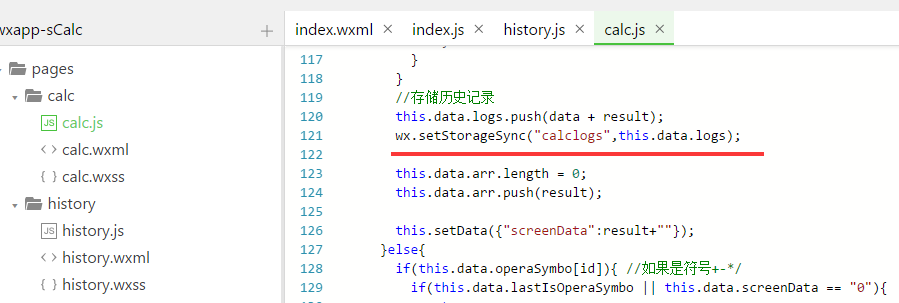 wxapp-sCalc +
index.wxml × index.js × history.js × calc.js ×
pages
calc
JS calc.js
<> calc.wxml
{} calc.wxss
history
JS history.js
<> history.wxml
{} history.wxss
117 }
118 }
119 //存储历史记录
120 this.data.logs.push(data + result);
121 wx.setStorageSync("calclogs",this.data.logs);
122
123 this.data.arr.length = 0;
124 this.data.arr.push(result);
125
126 this.setData({"screenData":result+""});
127 }else{
128 if(this.data.operaSymbo[id]){ //如果是符号+-*/
129 if(this.data.lastIsOperaSymbo || this.data.screenData == "0"){